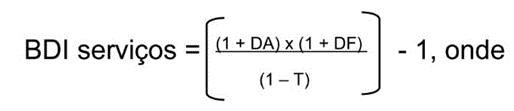 BDI serviços = [(1 + DA) x (1 + DF) / (1 – T)] - 1, onde